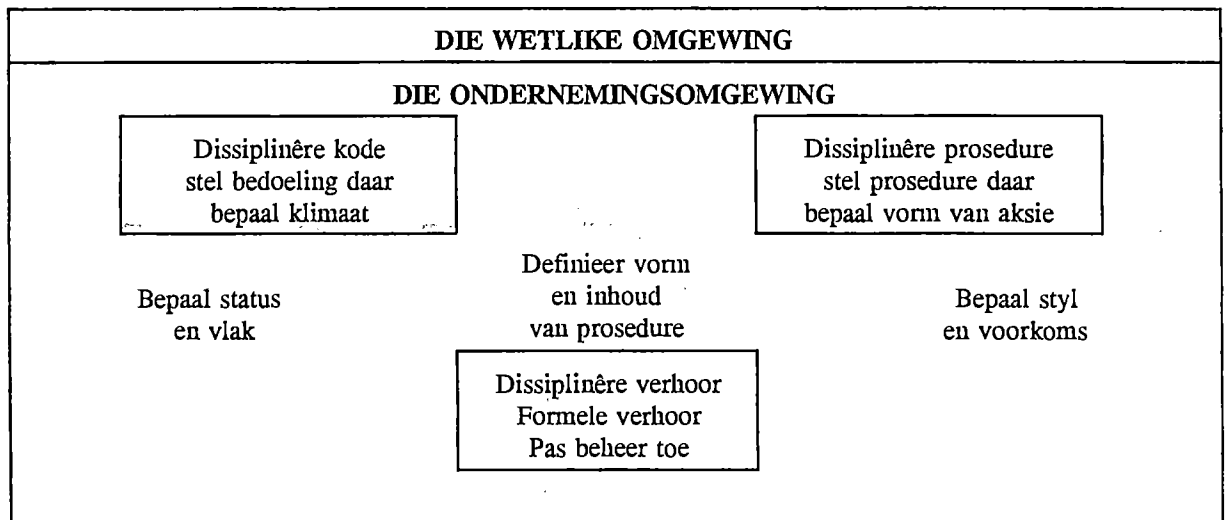 DIE WETLIKE OMGEWING
DIE ONDERNEMINGSOMGEWING
Dissiplinêre kode
stel bedoeling daar
bepaal klimaat
Dissiplinêre prosedure
stel prosedure daar
bepaal vorm van aksie
Definieer vorm
en inhoud
van prosedure
Bepaal status
en vlak
Bepaal styl
en voorkoms
Dissiplinêre verhoor
Formele verhoor
Pas beheer toe